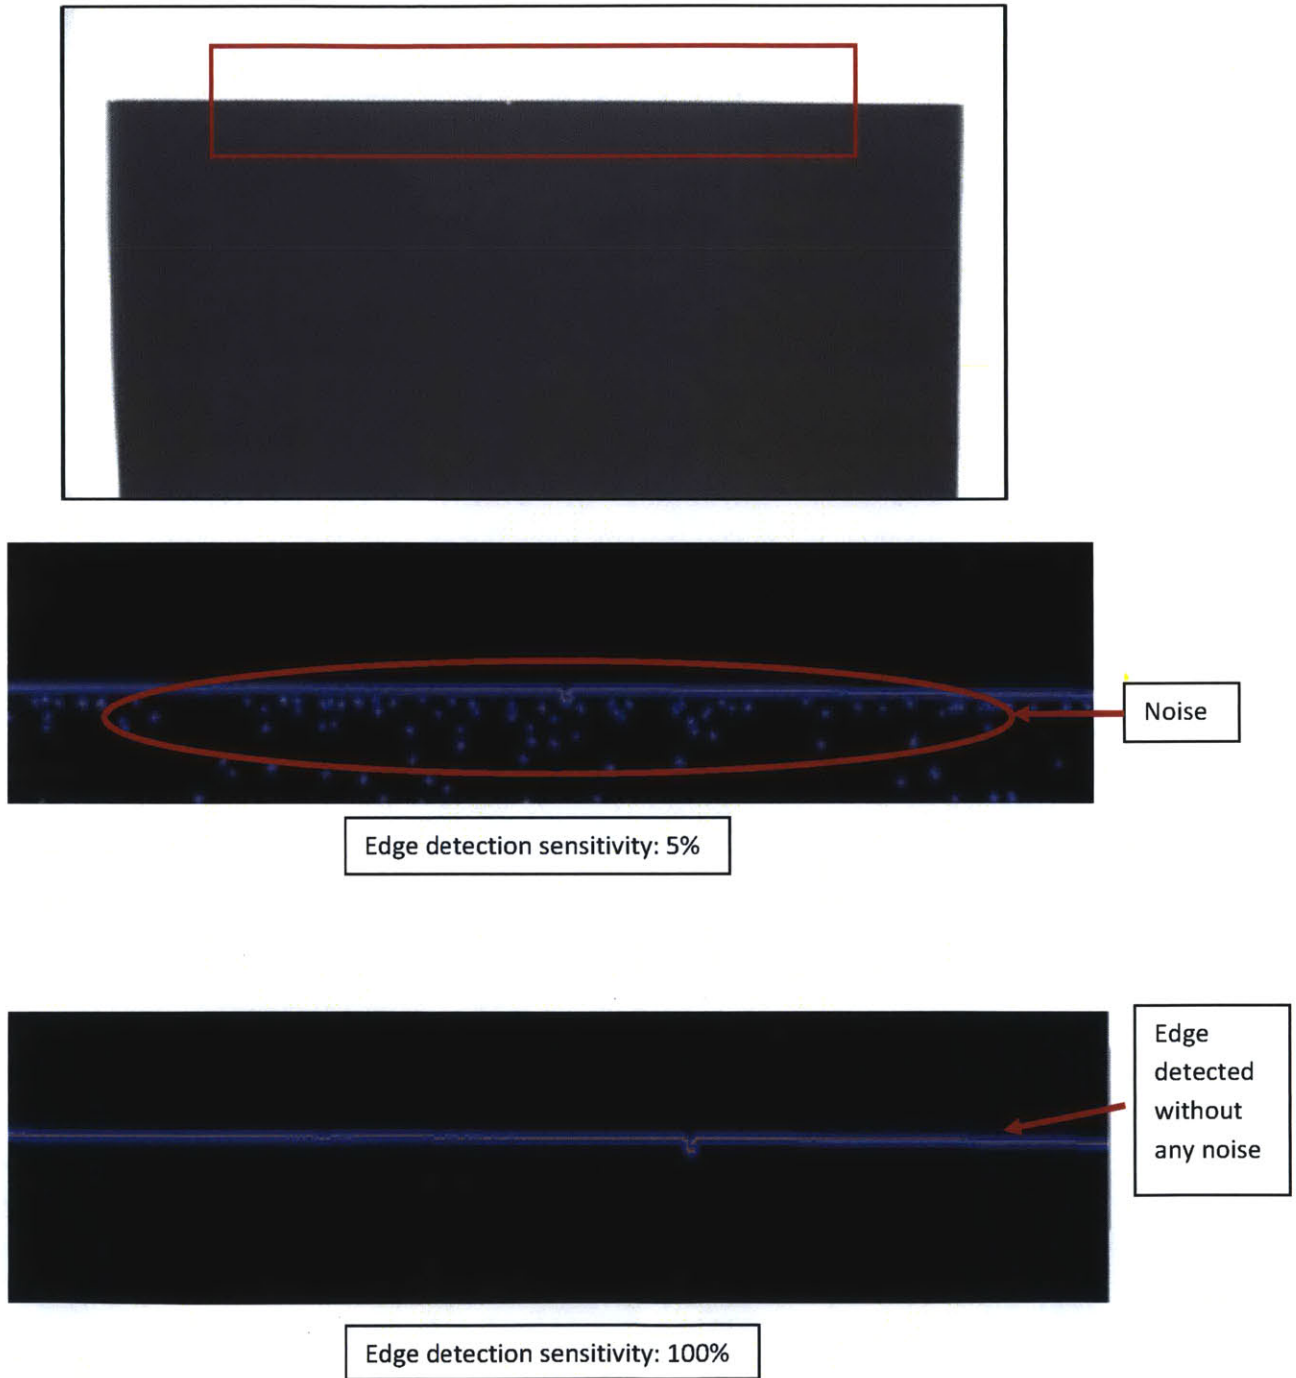 Noise
Edge detection sensitivity: 5%
Edge
detected
without
any noise
Edge detection sensitivity: 100%